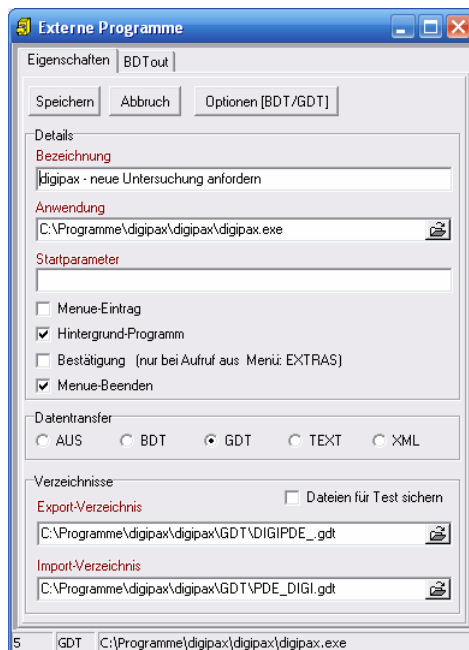 Externe Programme
Eigenschaften BDTout
Speichern Abbruch Optionen [BDT/GDT]
Details
Bezeichnung
digipax - neue Untersuchung anfordern
Anwendung
C:\Programme\digipax\digipax\digipax.exe
Startparameter
Menue-Eintrag
Hintergrund-Programm
Bestätigung (nur bei Aufruf aus Menü: EXTRAS)
Menue-Beenden
Datentransfer
AUS BDT GDT TEXT XML
Verzeichnisse
Dateien für Test sichern
Export-Verzeichnis
C:\Programme\digipax\digipax\GDT\DIGIPDE_.gdt
Import-Verzeichnis
C:\Programme\digipax\digipax\GDT\PDE_DIGI.gdt
5 GDT C:\Programme\digipax\digipax\digipax.exe